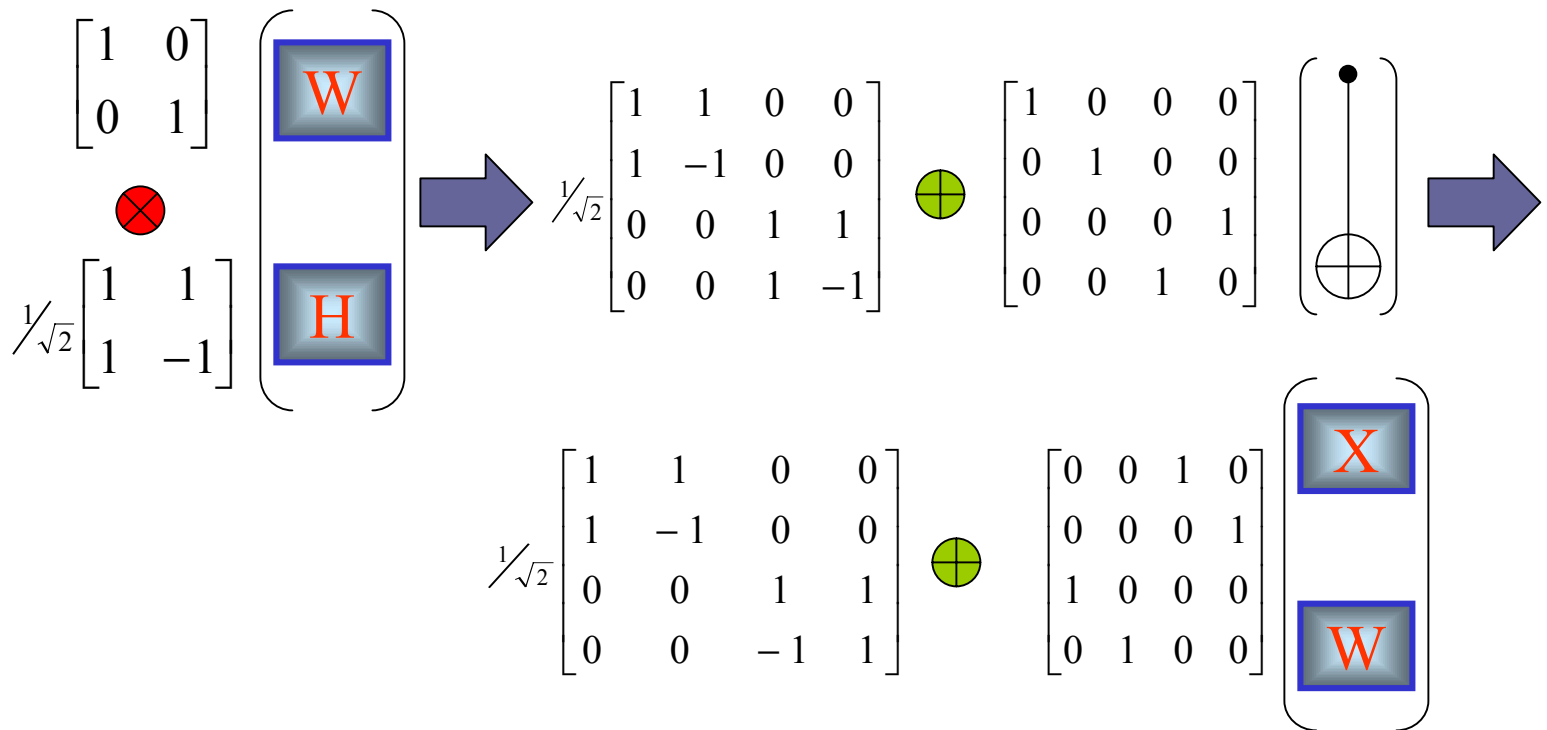 1 0
0 1
W
1/√2
1 1
1 −1
H
1/√2
1 1 0 0
1 −1 0 0
0 0 1 1
0 0 1 −1
1 0 0 0
0 1 0 0
0 0 0 1
0 0 1 0
1/√2
1 1 0 0
1 −1 0 0
0 0 1 1
0 0 −1 1
0 0 1 0
0 0 0 1
1 0 0 0
0 1 0 0
X
W